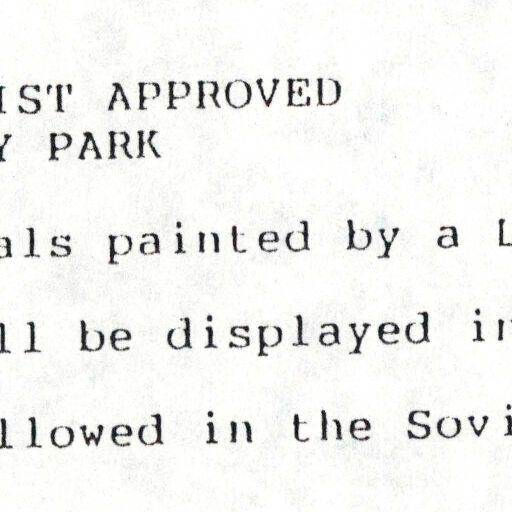 IST APPROVED
Y PARK
als painted by a L
ll be displayed in
llowed in the Sovi